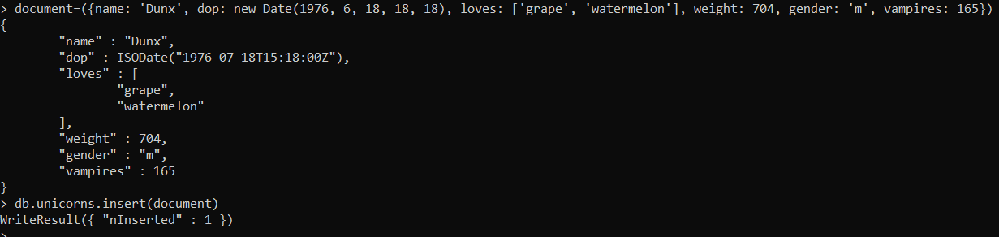 > document=({name: 'Dunx', dop: new Date(1976, 6, 18, 18, 18), loves: ['grape', 'watermelon'], weight: 704, gender: 'm', vampires: 165})
{
        "name" : "Dunx",
        "dop" : ISODate("1976-07-18T15:18:00Z"),
        "loves" : [
                "grape",
                "watermelon"
        ],
        "weight" : 704,
        "gender" : "m",
        "vampires" : 165
}
> db.unicorns.insert(document)
WriteResult({ "nInserted" : 1 })
>